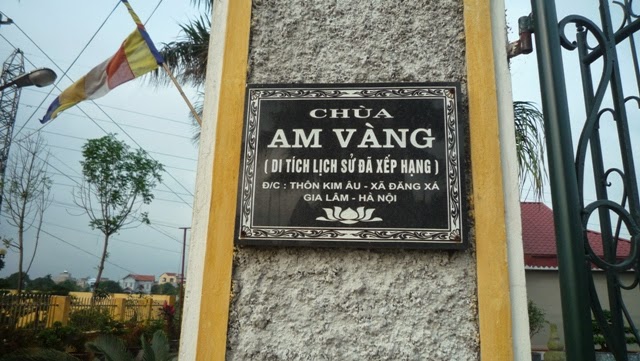 CHÙA
AM VÀNG
( DI TÍCH LỊCH SỬ ĐÃ XẾP HẠNG )
Đ/C : THÔN KIM ÂU - XÃ ĐẶNG XÁ
GIA LÂM - HÀ NỘI